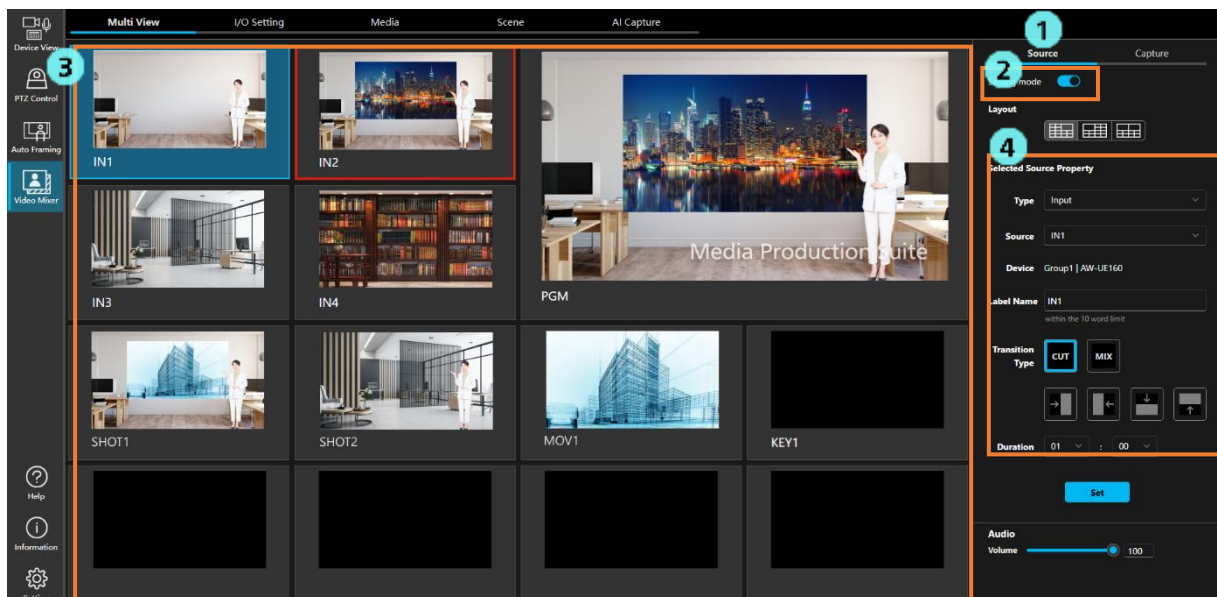 Multi View
I/O Setting
Media
Scene
AI Capture
Device View
PTZ Control
Auto Framing
Video Mixer
Help
Information
3
IN1
IN2
Media Production Suite
PGM
IN3
IN4
SHOT1
SHOT2
MOV1
KEY1
1
Source
Capture
2
mode
Layout
4
Selected Source Property
Type
Input
Source
IN1
Device
Group1 | AW-UE160
Label Name
IN1
within the 10 word limit
Transition
Type
CUT
MIX
Duration
01
:
00
Set
Audio
Volume
100